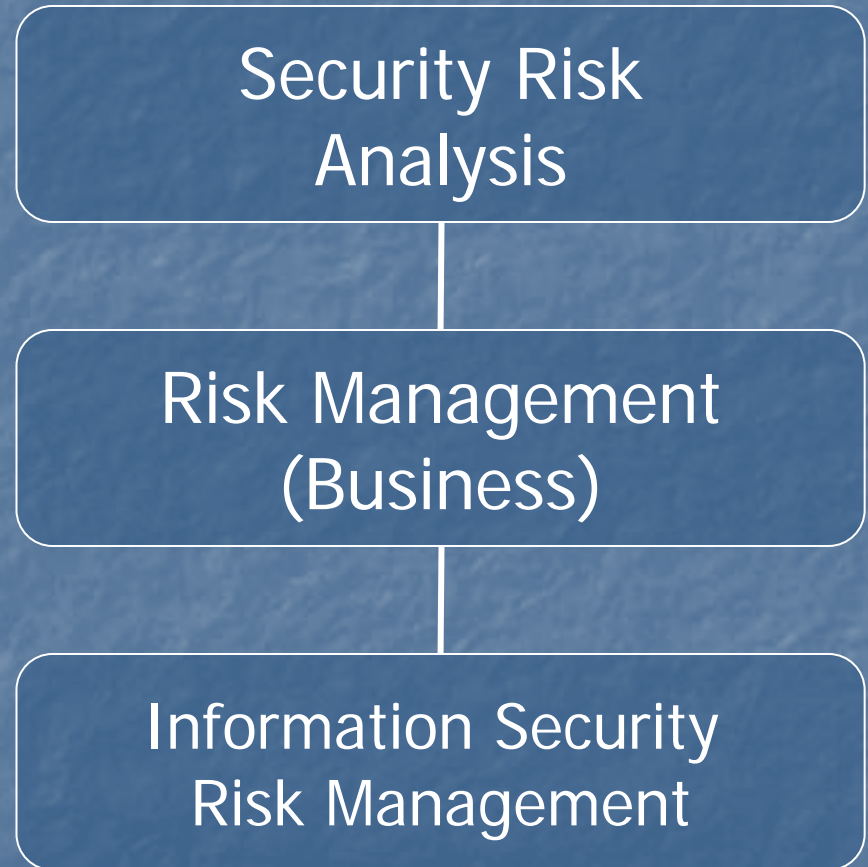 Security Risk
Analysis
Risk Management
(Business)
Information Security
Risk Management